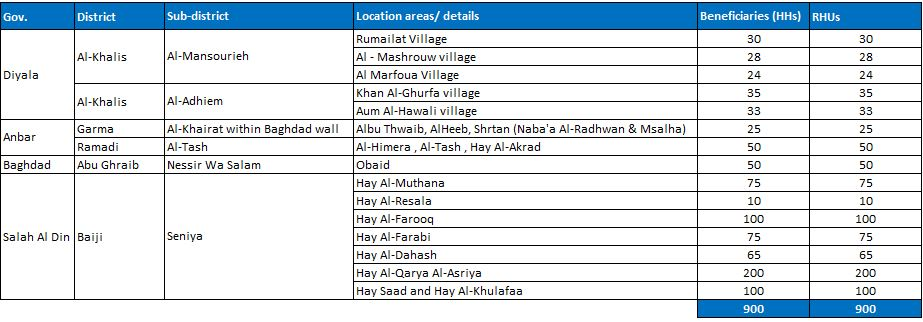 Gov. District Sub-district Location areas/ details Beneficiaries (HHs) RHUs
Diyala Al-Khalis Al-Mansourieh Rumailat Village 30 30
Al - Mashrouw village 28 28
Al Marfoua Village 24 24
Al-Khalis Al-Adhiem Khan Al-Ghurfa village 35 35
Aum Al-Hawali village 33 33
Anbar Garma Al-Khairat within Baghdad wall Albu Thwaib, AlHeeb, Shrtan (Naba'a Al-Radhwan & Msalha) 25 25
Ramadi Al-Tash Al-Himera , Al-Tash , Hay Al-Akrad 50 50
Baghdad Abu Ghraib Nessir Wa Salam Obaid 50 50
Salah Al Din Baiji Seniya Hay Al-Muthana 75 75
Hay Al-Resala 10 10
Hay Al-Farooq 100 100
Hay Al-Farabi 75 75
Hay Al-Dahash 65 65
Hay Al-Qarya Al-Asriya 200 200
Hay Saad and Hay Al-Khulafaa 100 100
900 900